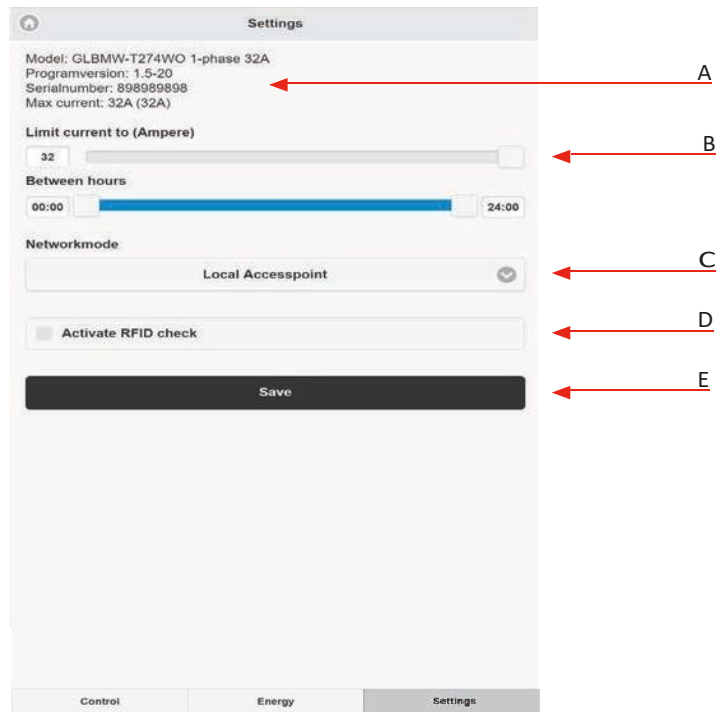 Settings
Model: GLBMW-T274WO 1-phase 32A
Programversion: 1.5-20
Serialnumber: 898989898
Max current: 32A (32A)
A
Limit current to (Ampere)
32
B
Between hours
00:00
24:00
Networkmode
Local Accesspoint
C
Activate RFID check
D
Save
E
Control Energy Settings